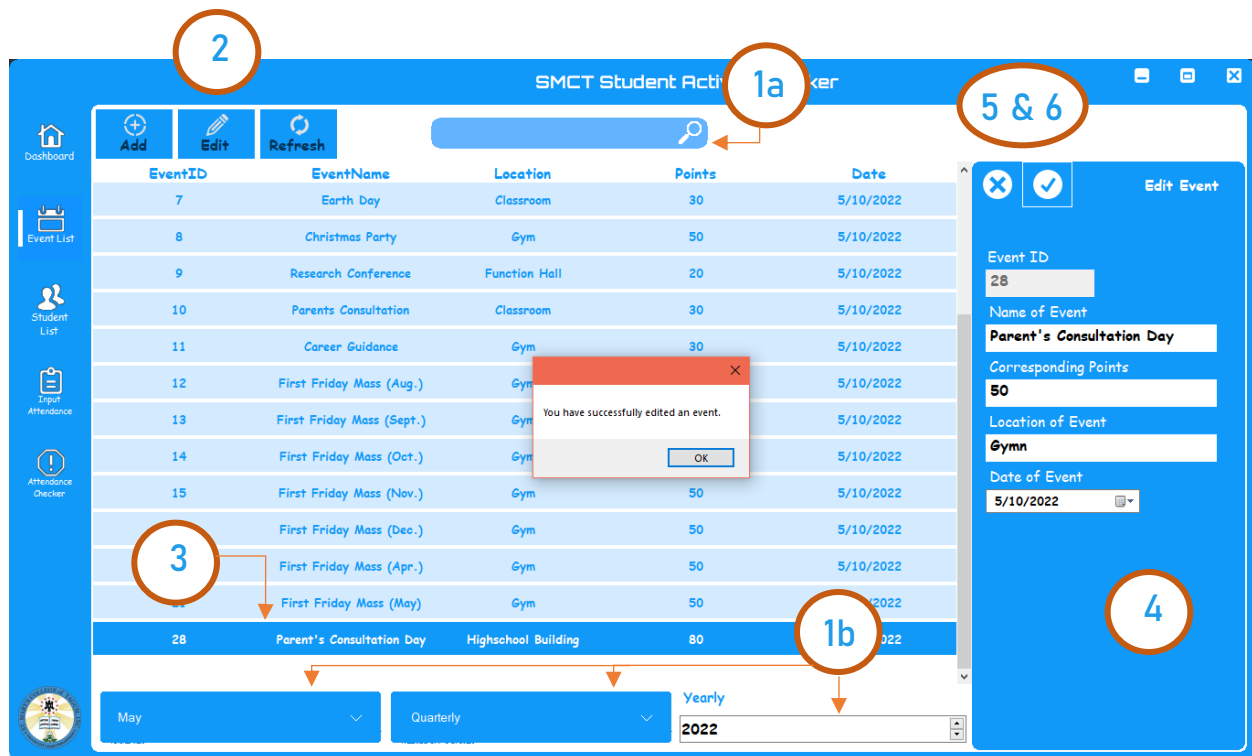 2
SMCT Student Acti ker
1a
5 & 6
Dashboard
Event List
Student
List
Input
Attendance
Attendance
Checker
Add Edit Refresh
EventID EventName Location Points Date
7 Earth Day Classroom 30 5/10/2022
8 Christmas Party Gym 50 5/10/2022
9 Research Conference Function Hall 20 5/10/2022
10 Parents Consultation Classroom 30 5/10/2022
11 Career Guidance Gym 30 5/10/2022
12 First Friday Mass (Aug.) Gym 5/10/2022
13 First Friday Mass (Sept.) Gym 5/10/2022
14 First Friday Mass (Oct.) Gym 5/10/2022
15 First Friday Mass (Nov.) Gym 50 5/10/2022
First Friday Mass (Dec.) Gym 50 5/10/2022
First Friday Mass (Apr.) Gym 50 5/10/2022
First Friday Mass (May) Gym 50 /2022
28 Parent's Consultation Day Highschool Building 80 022
You have successfully edited an event.
OK
3
1b
4
May
Quarterly
Yearly
2022
Edit Event
Event ID
28
Name of Event
Parent's Consultation Day
Corresponding Points
50
Location of Event
Gymn
Date of Event
5/10/2022